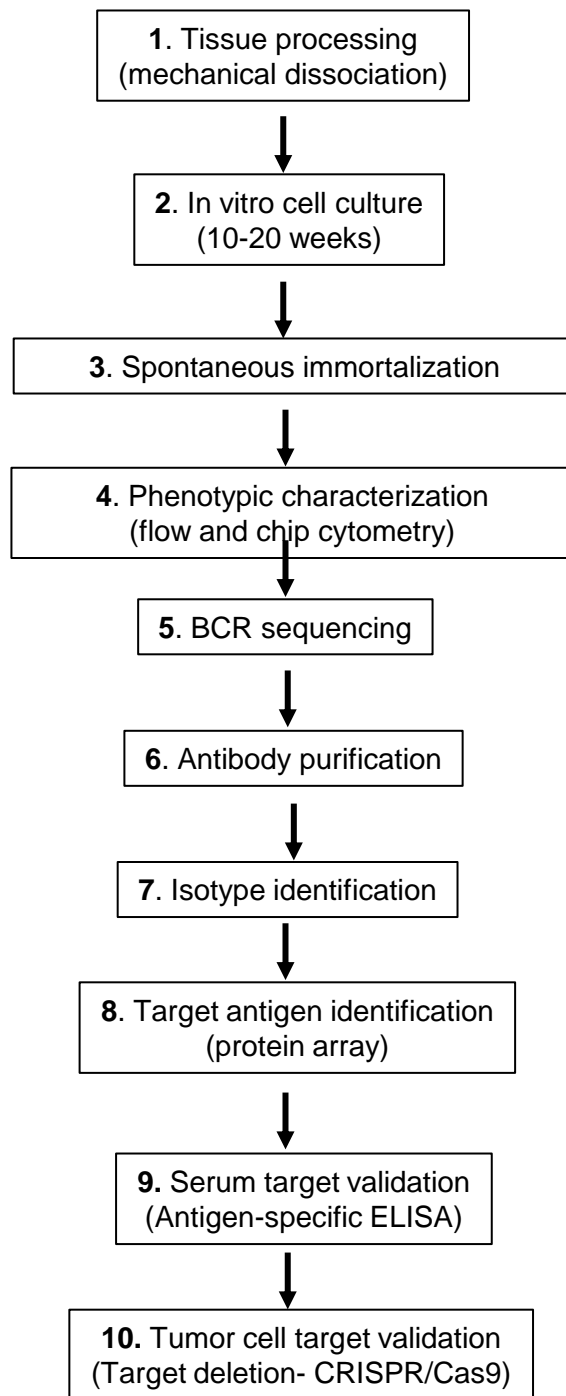 1. Tissue processing
(mechanical dissociation)
2. In vitro cell culture
(10-20 weeks)
3. Spontaneous immortalization
4. Phenotypic characterization
(flow and chip cytometry)
5. BCR sequencing
6. Antibody purification
7. Isotype identification
8. Target antigen identification
(protein array)
9. Serum target validation
(Antigen-specific ELISA)
10. Tumor cell target validation
(Target deletion- CRISPR/Cas9)